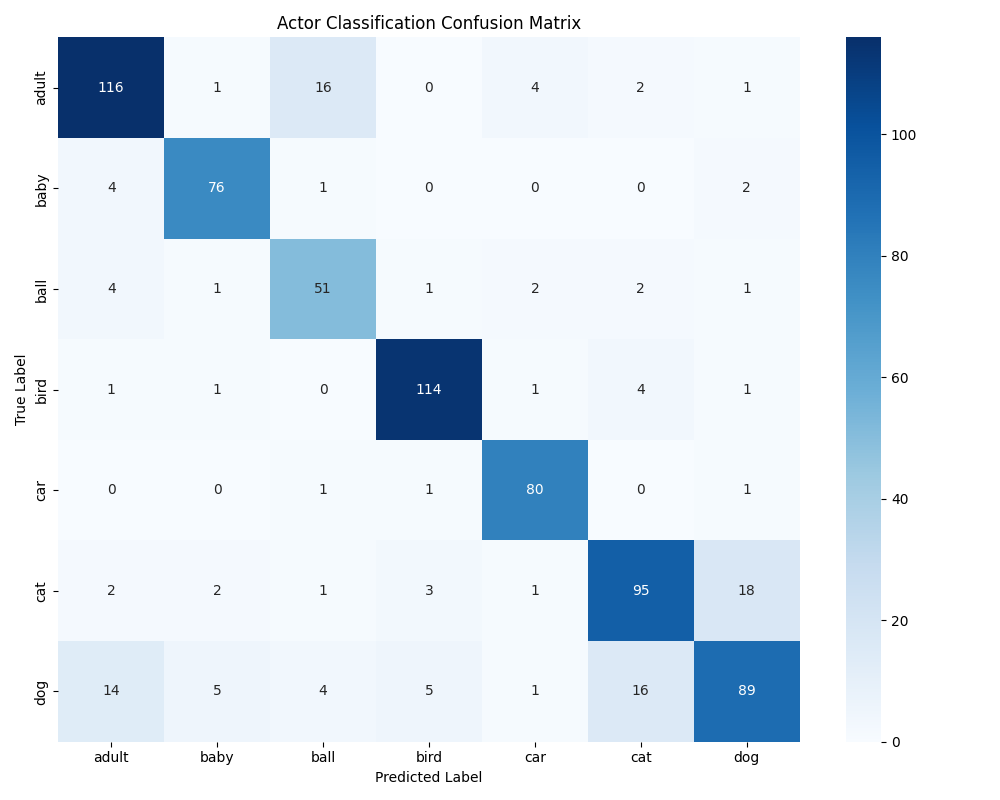 Actor Classification Confusion Matrix
True Label
adult 116 1 16 0 4 2 1
baby 4 76 1 0 0 0 2
ball 4 1 51 1 2 2 1
bird 1 1 0 114 1 4 1
car 0 0 1 1 80 0 1
cat 2 2 1 3 1 95 18
dog 14 5 4 5 1 16 89
adult baby ball bird car cat dog
Predicted Label
100
80
60
40
20
0